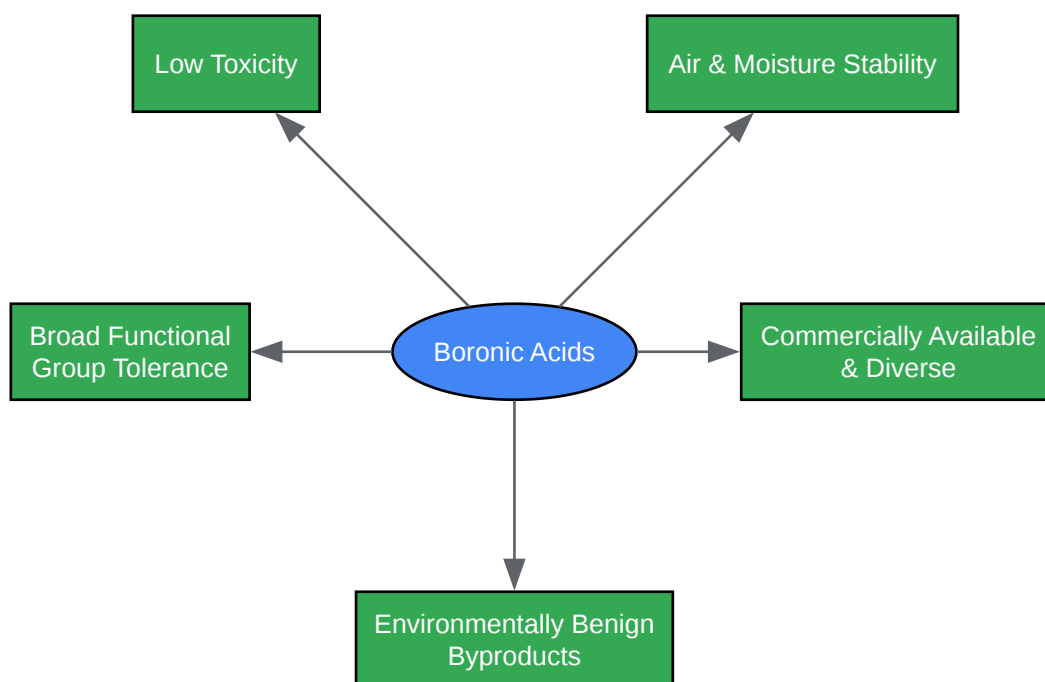 Low Toxicity
Air & Moisture Stability
Broad Functional
Group Tolerance
Boronic Acids
Commercially Available
& Diverse
Environmentally Benign
Byproducts